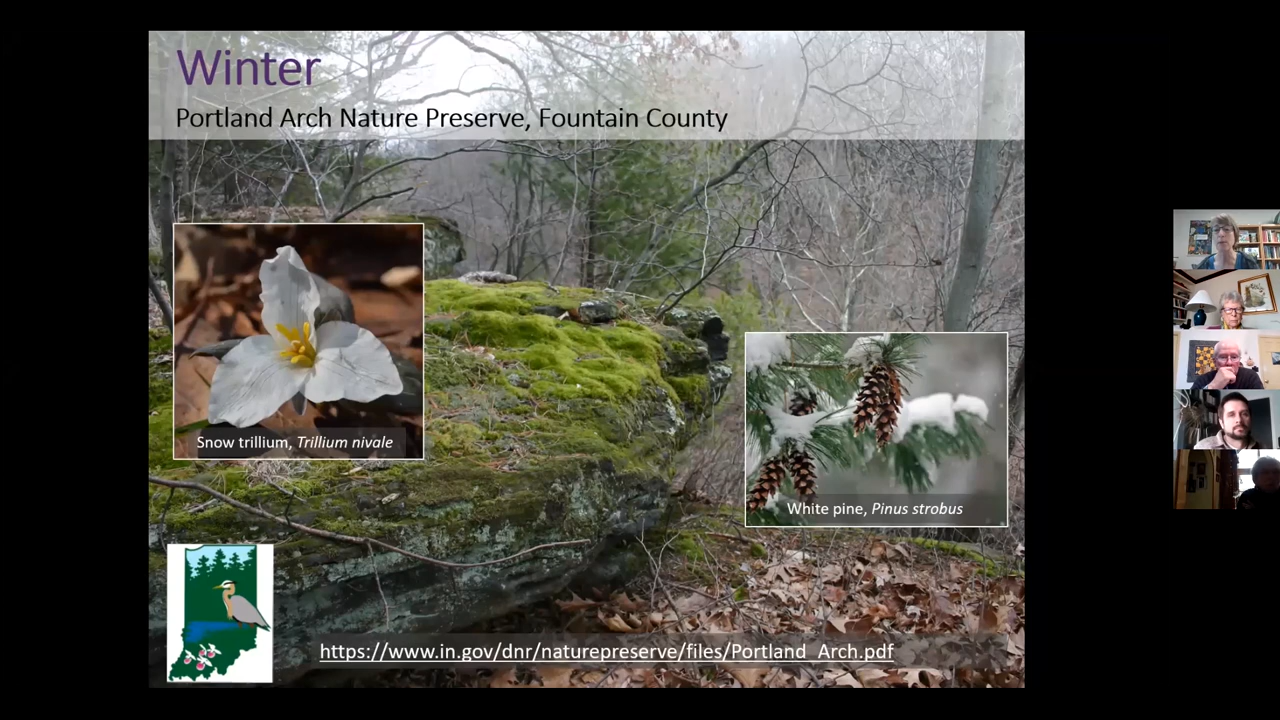 Winter
Portland Arch Nature Preserve, Fountain County
Snow trillium, Trillium nivale
White pine, Pinus strobus
https://www.in.gov/dnr/naturepreserve/files/Portland_Arch.pdf